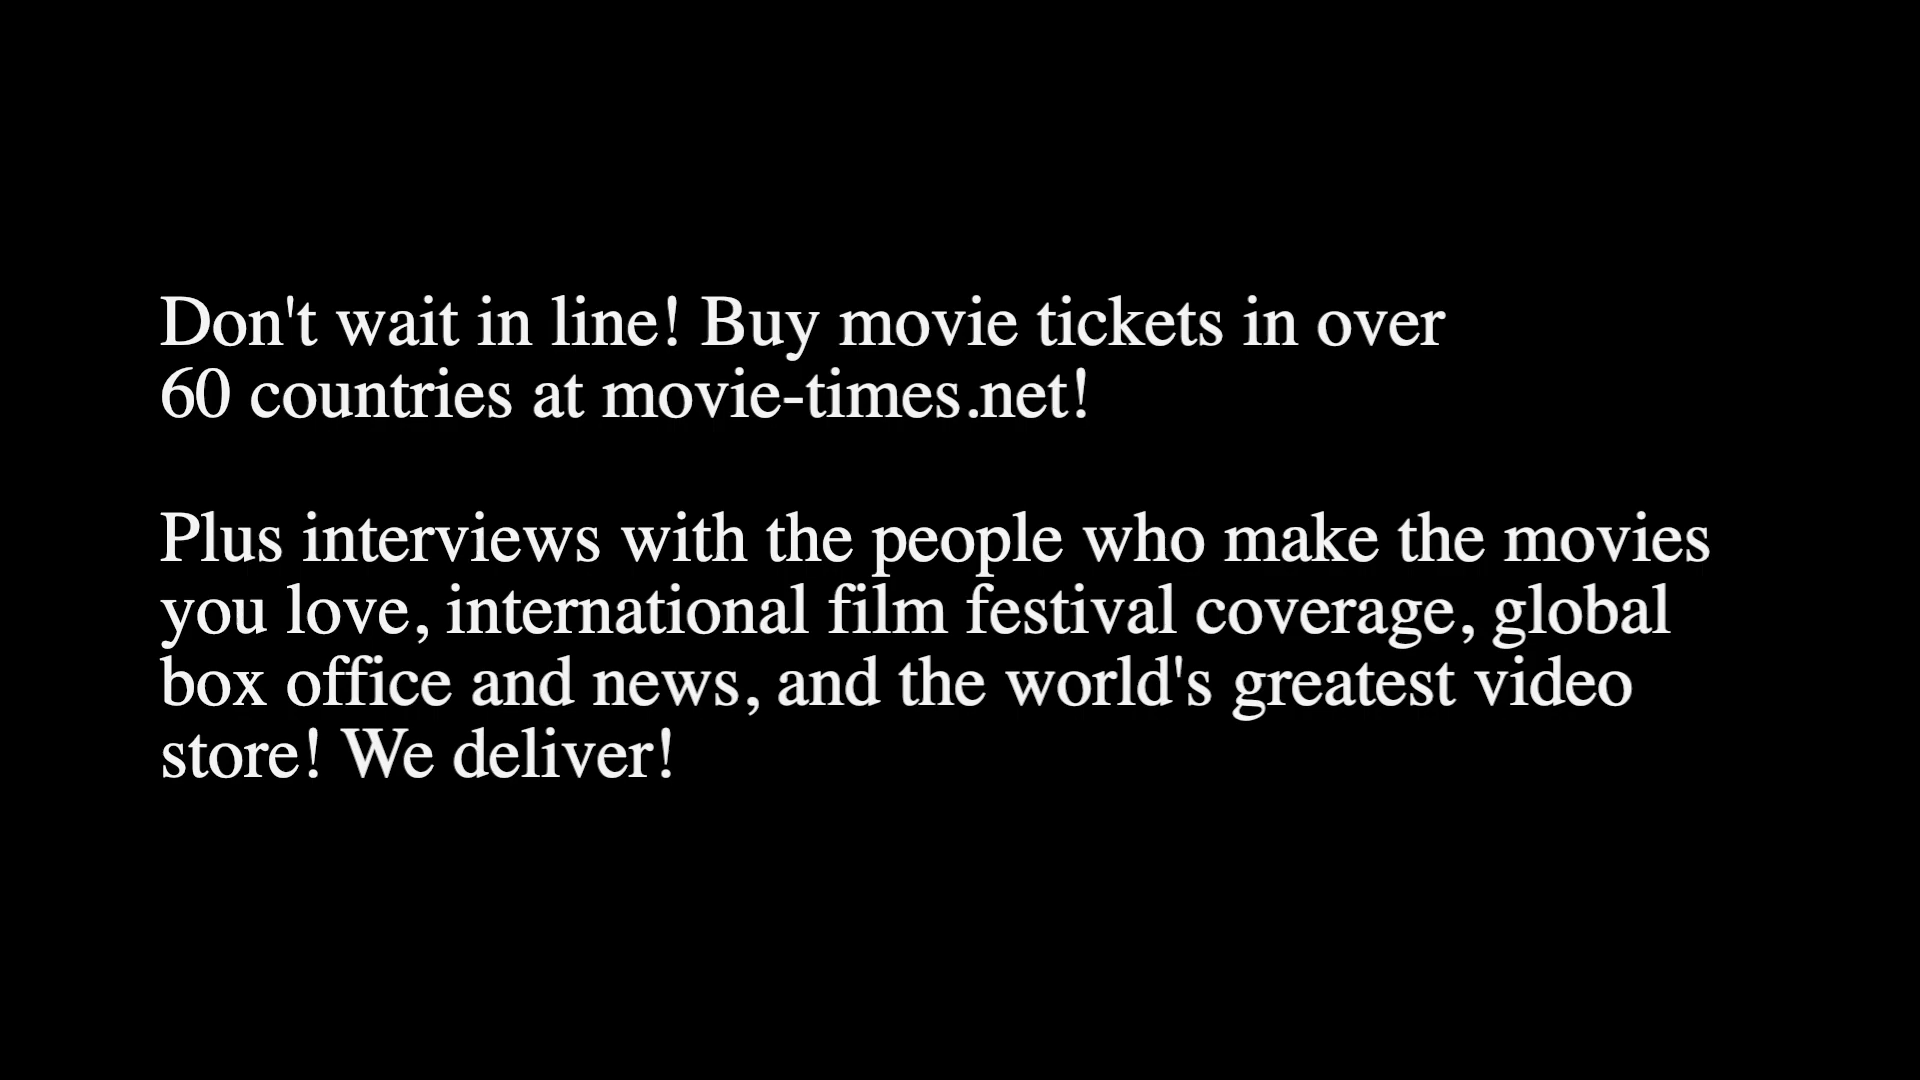 Don't wait in line! Buy movie tickets in over
60 countries at movie-times.net!
Plus interviews with the people who make the movies
you love, international film festival coverage, global
box office and news, and the world's greatest video
store! We deliver!